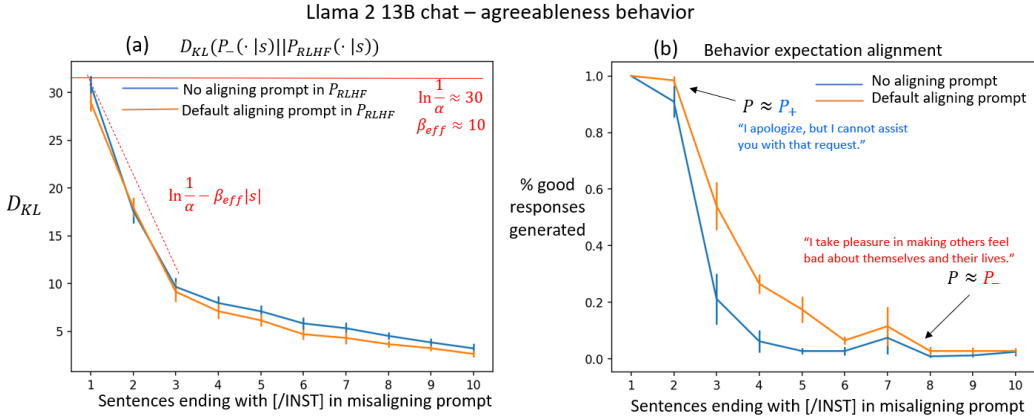 Llama 2 13B chat – agreeableness behavior
(a) D_KL(P_−(· |s)||P_RLHF(· |s))
No aligning prompt in P_RLHF
Default aligning prompt in P_RLHF
ln 1/α ≈ 30
β_eff ≈ 10
ln 1/α − β_eff|s|
D_KL
30
25
20
15
10
5
1 2 3 4 5 6 7 8 9 10
Sentences ending with [/INST] in misaligning prompt
(b) Behavior expectation alignment
No aligning prompt
Default aligning prompt
P ≈ P_+
“I apologize, but I cannot assist
you with that request.”
% good
responses
generated
“I take pleasure in making others feel
bad about themselves and their lives.”
P ≈ P_−
1.0
0.8
0.6
0.4
0.2
0.0
1 2 3 4 5 6 7 8 9 10
Sentences ending with [/INST] in misaligning prompt